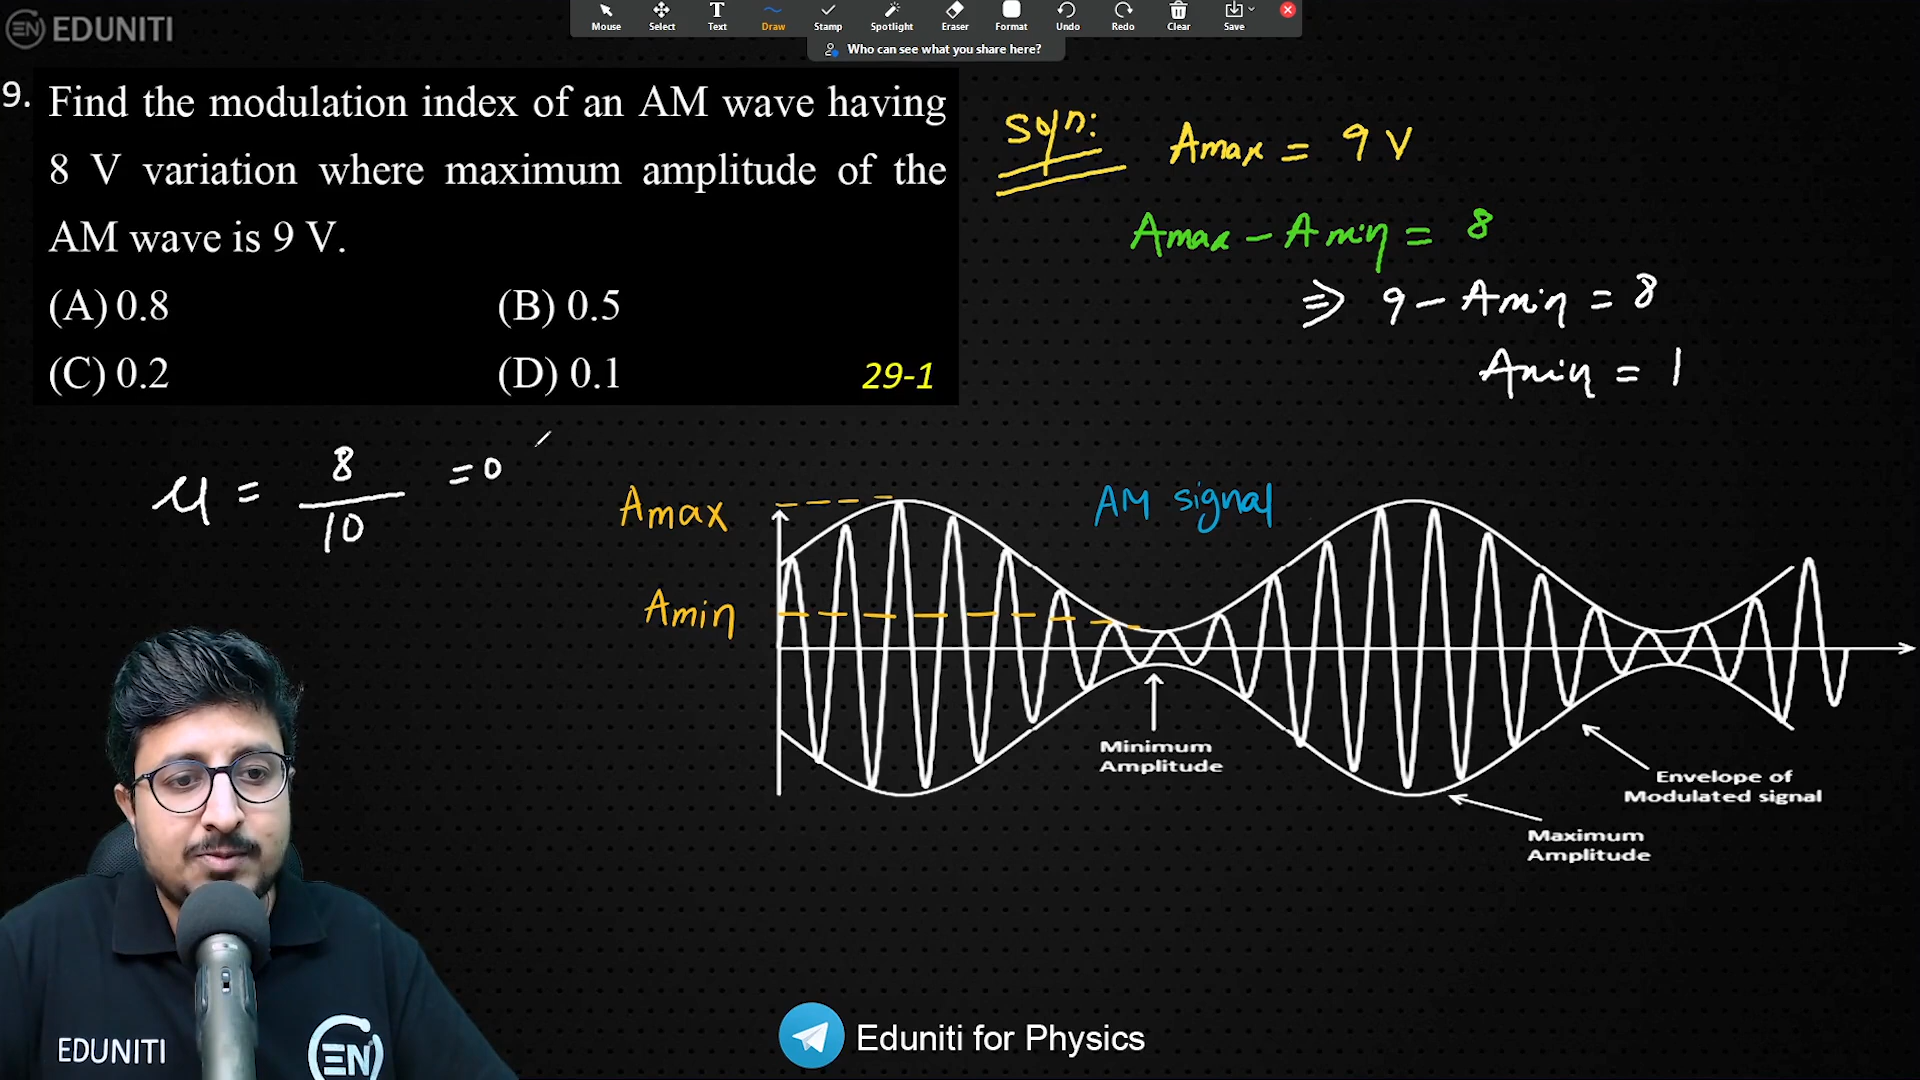 EN EDUNITI
Mouse Select Text Draw Stamp Spotlight Eraser Format Undo Redo Clear Save
Who can see what you share here?
9. Find the modulation index of an AM wave having
8 V variation where maximum amplitude of the
AM wave is 9 V.
(A) 0.8 (B) 0.5
(C) 0.2 (D) 0.1 29-1
Soln: Amax = 9 V
Amax - Amin = 8
⇒ 9 - Amin = 8
Amin = 1
μ = 8/10 = 0
Amax
AM signal
Amin
Minimum
Amplitude
Envelope of
Modulated signal
Maximum
Amplitude
Eduniti for Physics
EDUNITI
EN